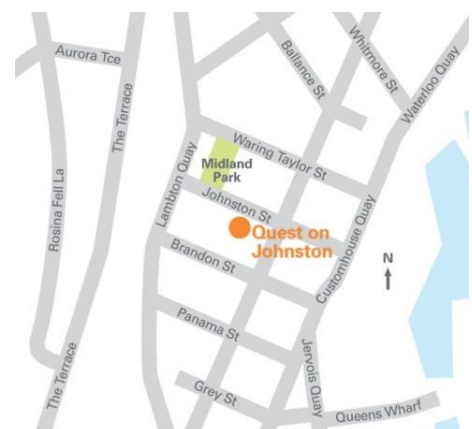 Aurora Tce
Ballance St
Whitmore St
Waterloo Quay
The Terrace
Waring Taylor St
Midland
Park
Lambton Quay
Rosina Fell La
Johnston St
Quest on
Johnston
Brandon St
Customhouse Quay
N
Panama St
The Terrace
Jervois Quay
Grey St
Queens Wharf